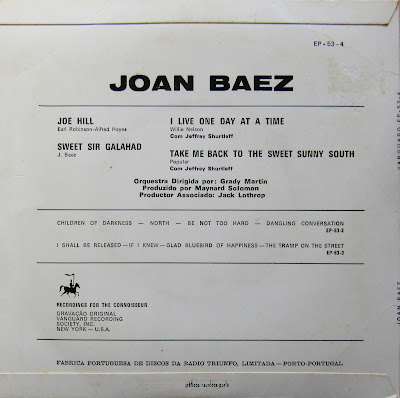 EP - 53 - 4
JOAN BAEZ
JOE HILL
Earl Robinson-Alfred Hayes
SWEET SIR GALAHAD
J. Baez
I LIVE ONE DAY AT A TIME
Willie Nelson
Com Jeffrey Shurtleff
TAKE ME BACK TO THE SWEET SUNNY SOUTH
Popular
Com Jeffrey Shurtleff
Orquestra Dirigida por: Grady Martin
Produzido por Maynard Solomon
Productor Associado: Jack Lothrop
CHILDREN OF DARKNESS — NORTH — BE NOT TOO HARD — DANGLING CONVERSATION
EP-53-2
I SHALL BE RELEASED — IF I KNEW — GLAD BLUEBIRD OF HAPPINESS — THE TRAMP ON THE STREET
EP-53-3
RECORDINGS FOR THE CONNOISSEUR
GRAVAÇÃO ORIGINAL
VANGUARD RECORDING
SOCIETY, INC.
NEW YORK — U.S.A.
FABRICA PORTUGUESA DE DISCOS DA RADIO TRIUNFO, LIMITADA — PORTO-PORTUGAL
VANGUARD EP-53-4
JOAN BAEZ